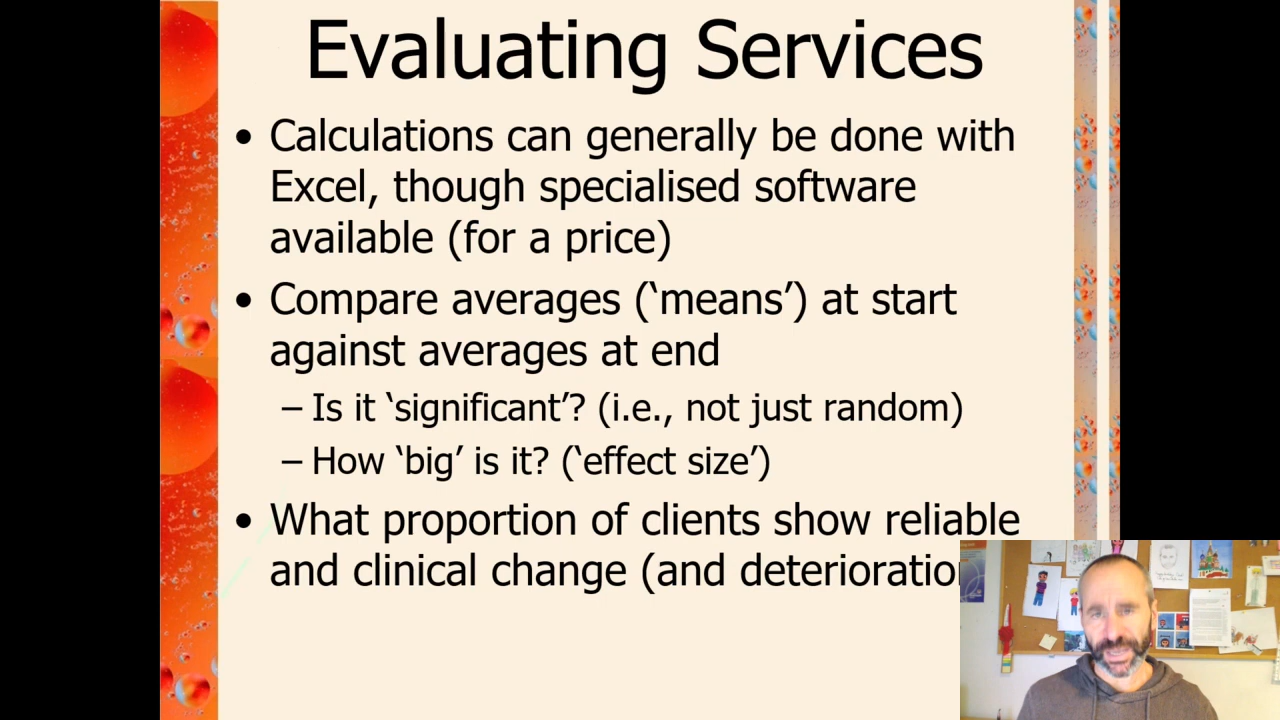 Evaluating Services
• Calculations can generally be done with
Excel, though specialised software
available (for a price)
• Compare averages (‘means’) at start
against averages at end
– Is it ‘significant’? (i.e., not just random)
– How ‘big’ is it? (‘effect size’)
• What proportion of clients show reliable
and clinical change (and deterioration